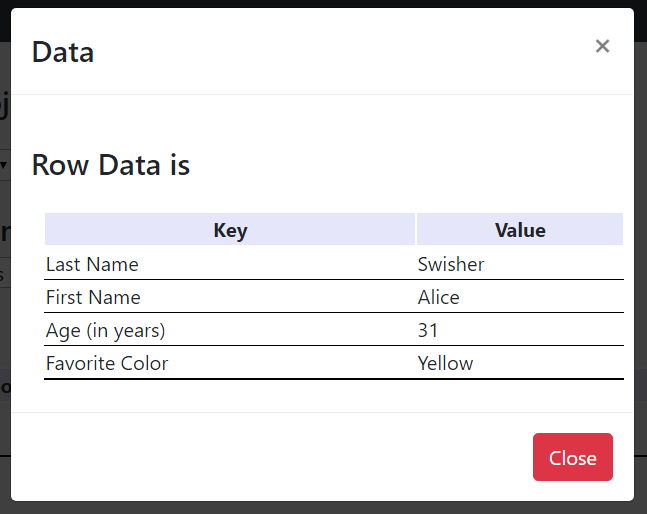 Data
×
Row Data is
Key Value
Last Name Swisher
First Name Alice
Age (in years) 31
Favorite Color Yellow
Close